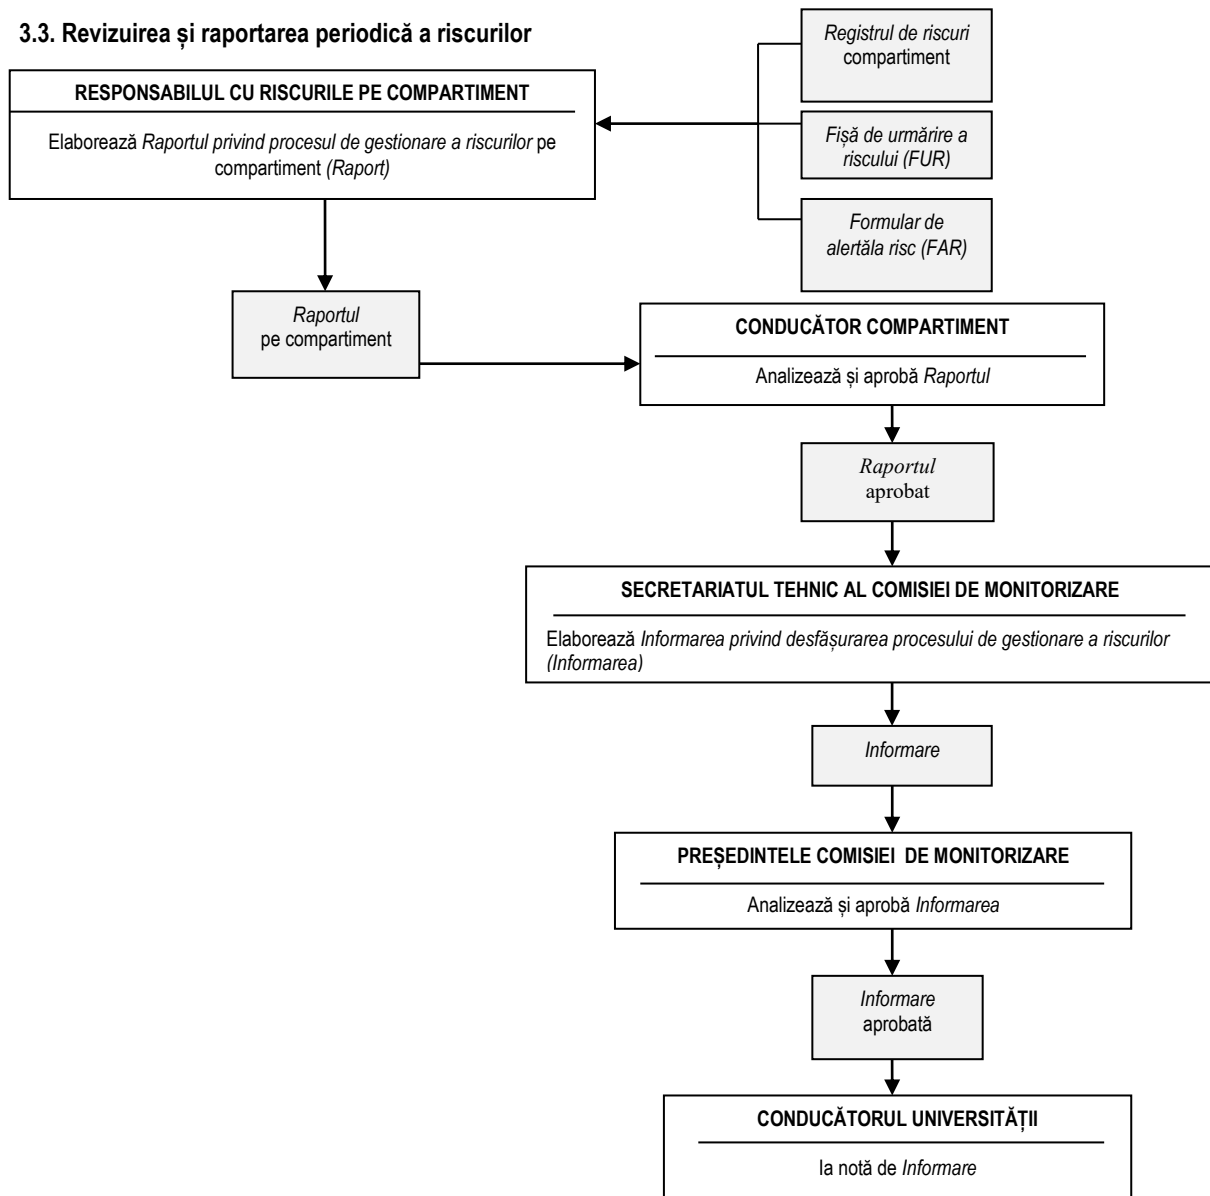 3.3. Revizuirea și raportarea periodică a riscurilor
Registrul de riscuri
compartiment
RESPONSABILUL CU RISCURILE PE COMPARTIMENT
Elaborează Raportul privind procesul de gestionare a riscurilor pe
compartiment (Raport)
Fișă de urmărire a
riscului (FUR)
Formular de
alertăla risc (FAR)
Raportul
pe compartiment
CONDUCĂTOR COMPARTIMENT
Analizează și aprobă Raportul
Raportul
aprobat
SECRETARIATUL TEHNIC AL COMISIEI DE MONITORIZARE
Elaborează Informarea privind desfășurarea procesului de gestionare a riscurilor
(Informarea)
Informare
PREȘEDINTELE COMISIEI DE MONITORIZARE
Analizează și aprobă Informarea
Informare
aprobată
CONDUCĂTORUL UNIVERSITĂȚII
Ia notă de Informare